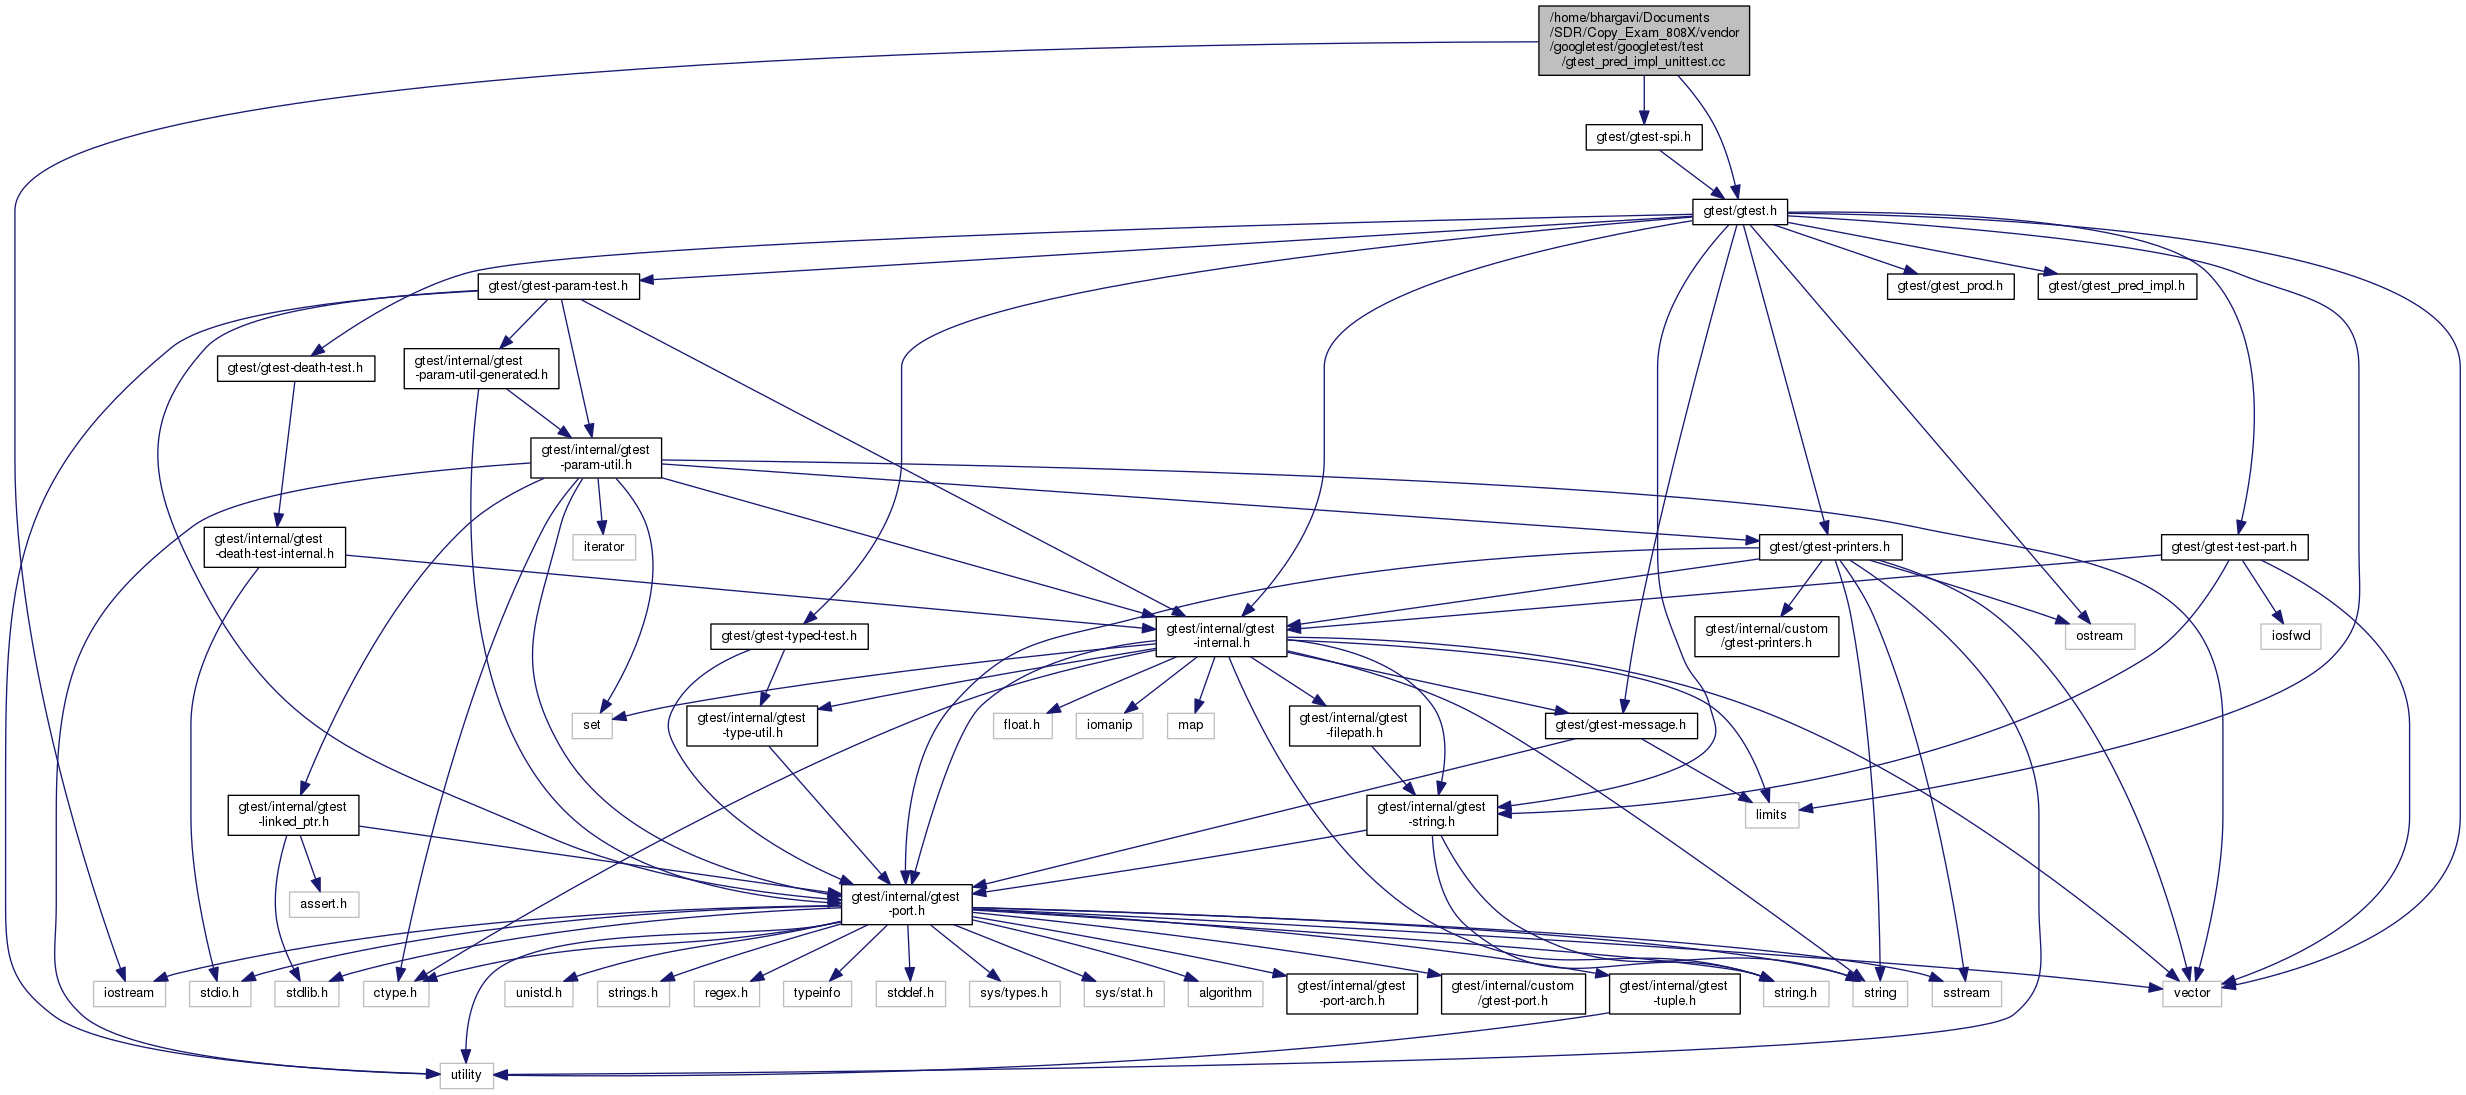 /home/bhargavi/Documents
/SDR/Copy_Exam_808X/vendor
/googletest/googletest/test
/gtest_pred_impl_unittest.cc
gtest/gtest-spi.h
gtest/gtest.h
gtest/gtest-param-test.h
gtest/gtest_prod.h
gtest/gtest_pred_impl.h
gtest/gtest-death-test.h
gtest/internal/gtest
-param-util-generated.h
gtest/internal/gtest
-param-util.h
gtest/internal/gtest
-death-test-internal.h
iterator
gtest/gtest-printers.h
gtest/gtest-test-part.h
gtest/gtest-typed-test.h
gtest/internal/gtest
-internal.h
gtest/internal/custom
/gtest-printers.h
ostream
iosfwd
set
gtest/internal/gtest
-type-util.h
float.h
iomanip
map
gtest/internal/gtest
-filepath.h
gtest/gtest-message.h
gtest/internal/gtest
-linked_ptr.h
gtest/internal/gtest
-string.h
limits
assert.h
gtest/internal/gtest
-port.h
iostream
stdio.h
stdlib.h
ctype.h
unistd.h
strings.h
regex.h
typeinfo
stddef.h
sys/types.h
sys/stat.h
algorithm
gtest/internal/gtest
-port-arch.h
gtest/internal/custom
/gtest-port.h
gtest/internal/gtest
-tuple.h
string.h
string
sstream
vector
utility